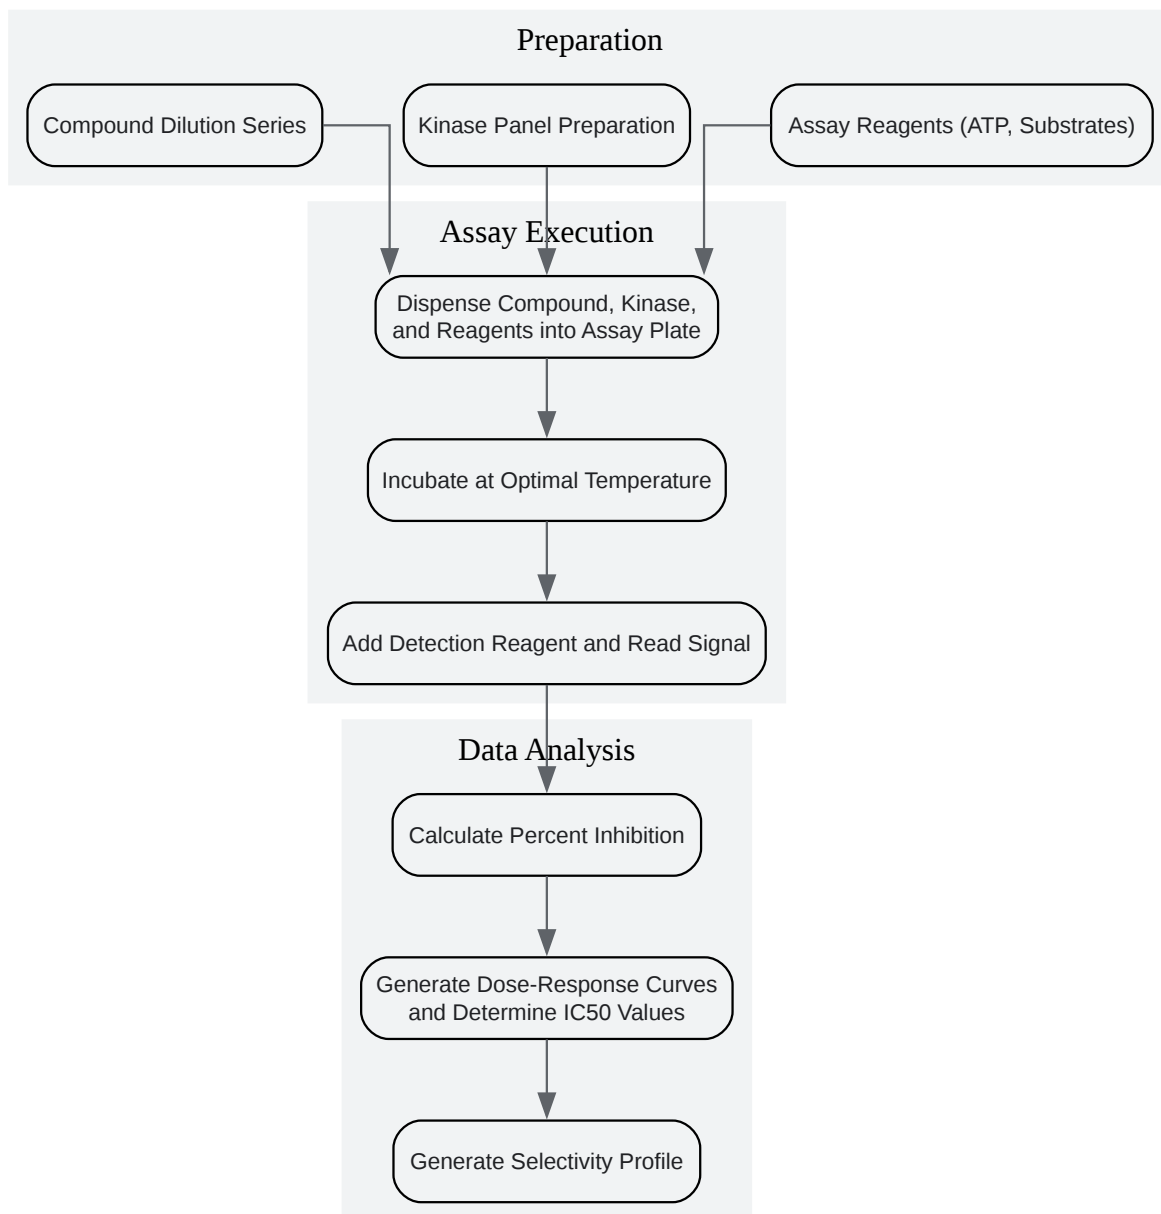 Preparation
Compound Dilution Series
Kinase Panel Preparation
Assay Reagents (ATP, Substrates)
Assay Execution
Dispense Compound, Kinase,
and Reagents into Assay Plate
Incubate at Optimal Temperature
Add Detection Reagent and Read Signal
Data Analysis
Calculate Percent Inhibition
Generate Dose-Response Curves
and Determine IC50 Values
Generate Selectivity Profile